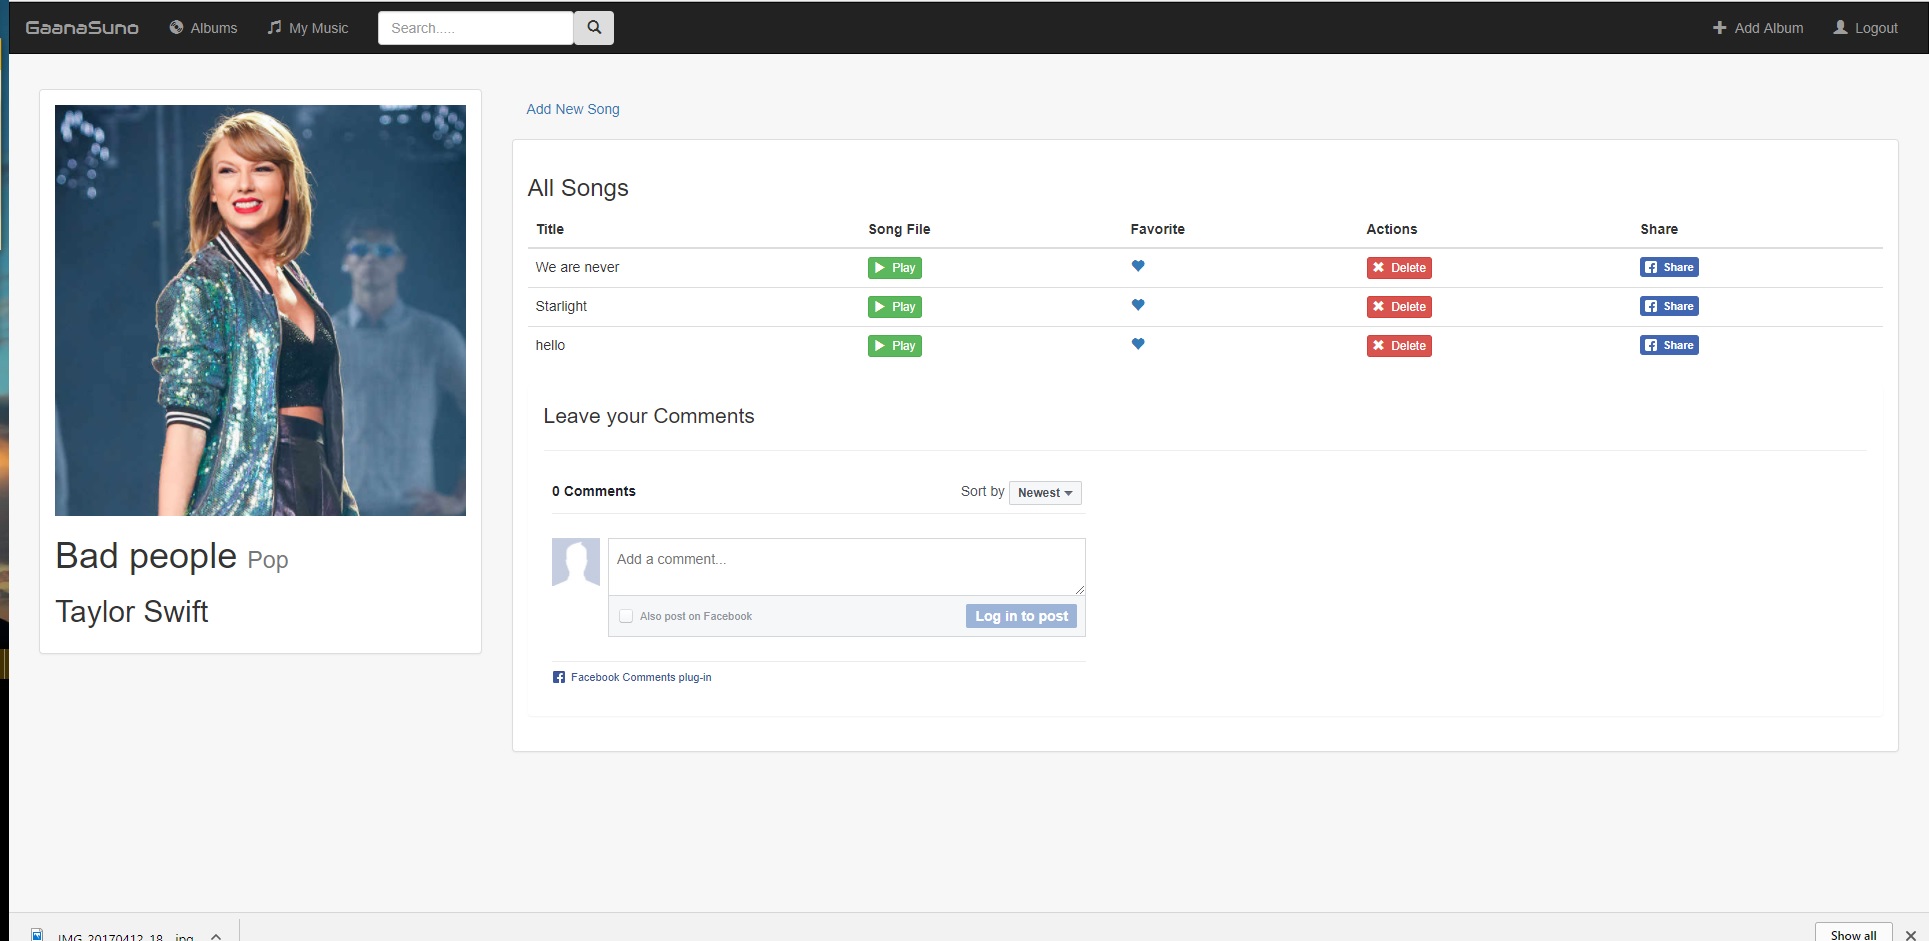 GaanaSuno Albums My Music Search..... Add Album Logout
Add New Song
All Songs
Title Song File Favorite Actions Share
We are never Play Delete Share
Starlight Play Delete Share
hello Play Delete Share
Leave your Comments
0 Comments Sort by Newest
Add a comment...
Also post on Facebook Log in to post
Facebook Comments plug-in
Bad people Pop
Taylor Swift
IMG_20170412_18...jpg Show all